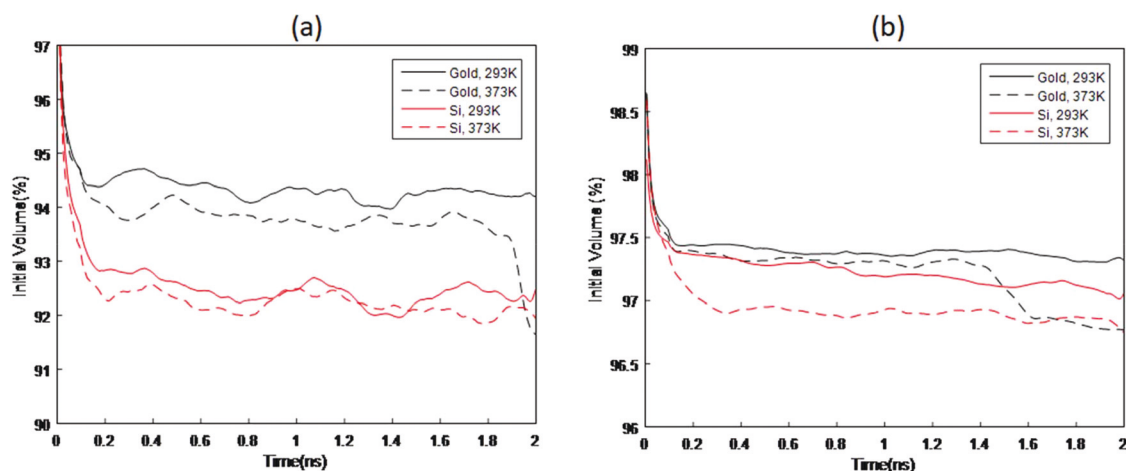 (a)
97
96
95
94
93
92
91
90
Initial Volume(%)
0 0.2 0.4 0.6 0.8 1 1.2 1.4 1.6 1.8 2
Time(ns)
Gold, 293K
Gold, 373K
Si, 293K
Si, 373K
(b)
99
98.5
98
97.5
97
96.5
96
Initial Volume (%)
0 0.2 0.4 0.6 0.8 1 1.2 1.4 1.6 1.8 2
Time(ns)
Gold, 293K
Gold, 373K
Si, 293K
Si, 373K